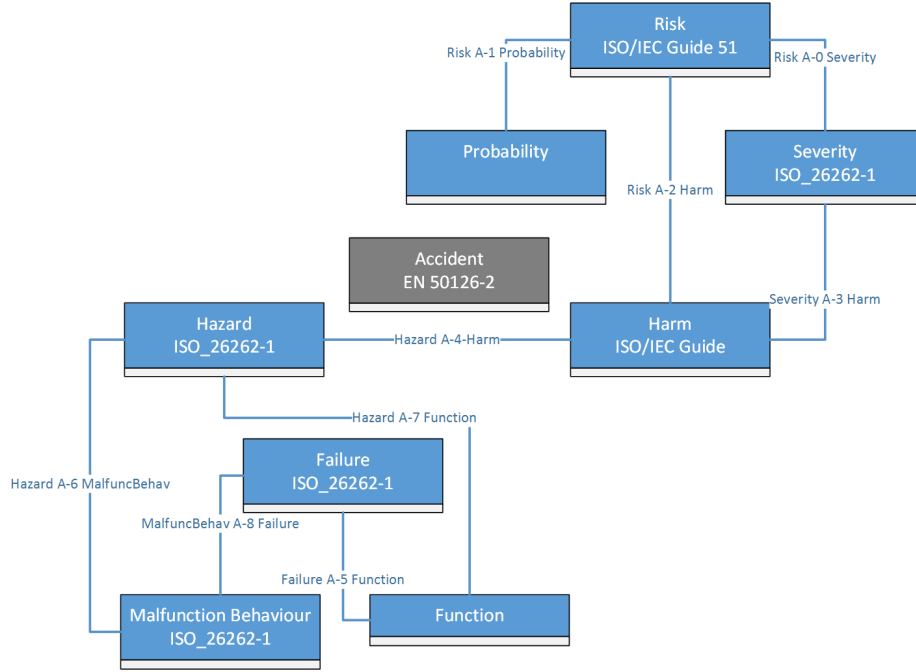 Risk
ISO/IEC Guide 51
Risk A-1 Probability
Risk A-0 Severity
Probability
Severity
ISO_26262-1
Risk A-2 Harm
Accident
EN 50126-2
Severity A-3 Harm
Hazard
ISO_26262-1
Hazard A-4-Harm
Harm
ISO/IEC Guide
Hazard A-7 Function
Failure
ISO_26262-1
Hazard A-6 MalfuncBehav
MalfuncBehav A-8 Failure
Failure A-5 Function
Malfunction Behaviour
ISO_26262-1
Function